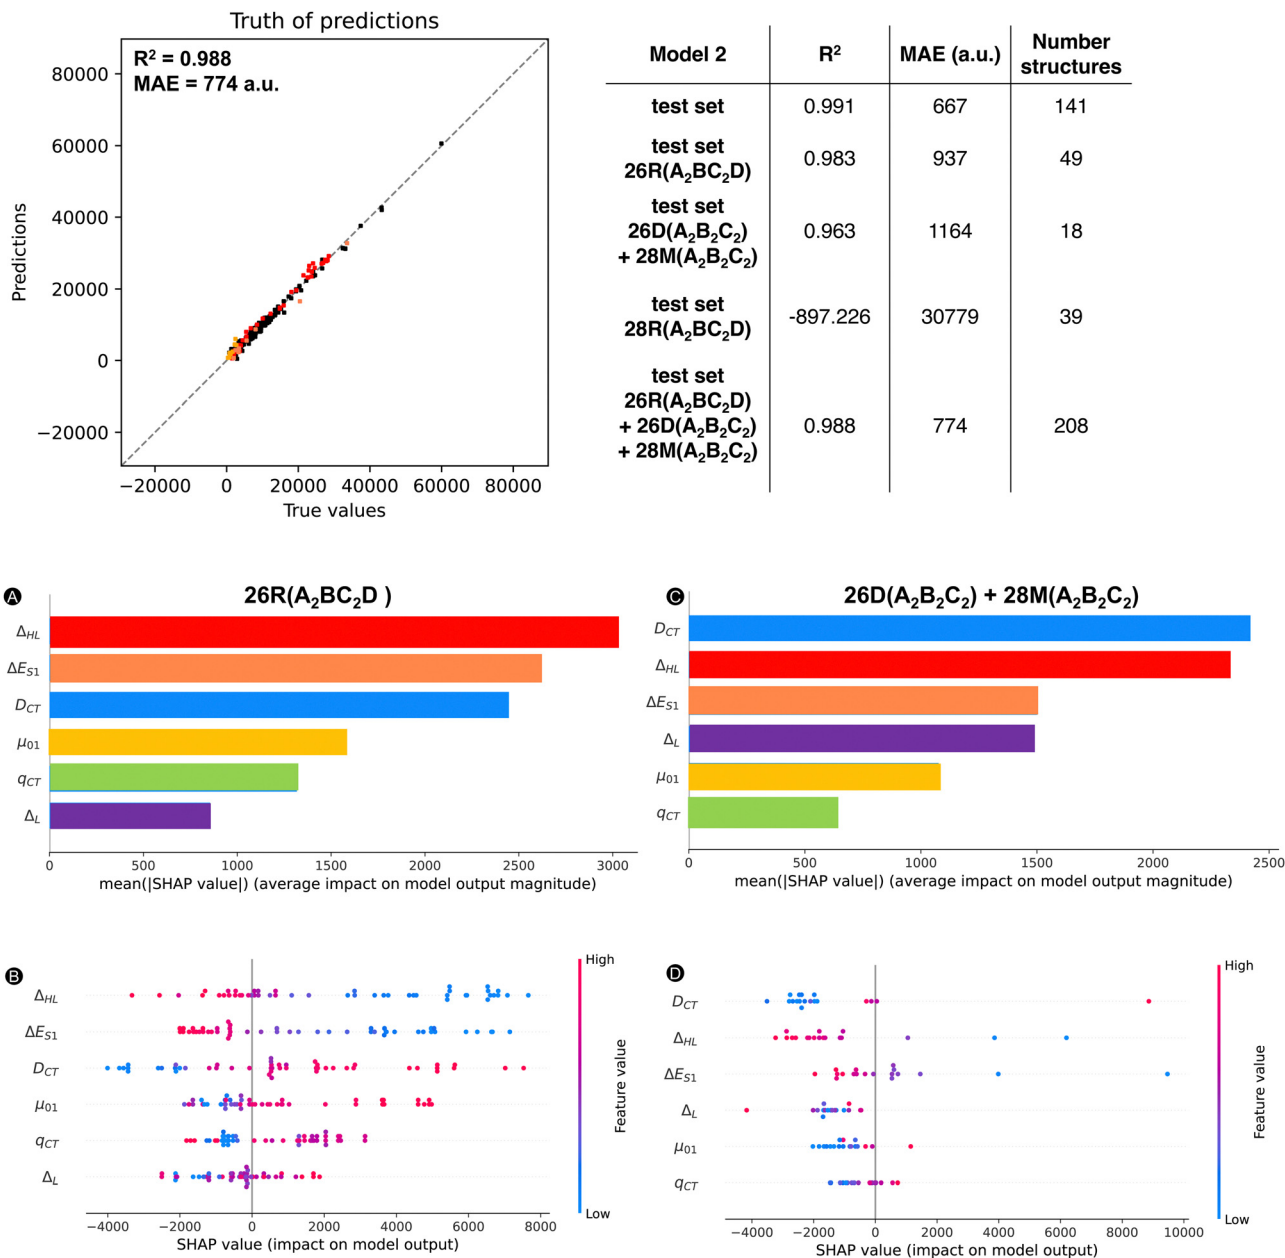 Truth of predictions
R² = 0.988
MAE = 774 a.u.
80000
60000
40000
20000
0
−20000
Predictions
−20000 0 20000 40000 60000 80000
True values
Model 2 R² MAE (a.u.) Number structures
test set 0.991 667 141
test set
26R(A₂BC₂D) 0.983 937 49
test set
26D(A₂B₂C₂) 0.963 1164 18
+ 28M(A₂B₂C₂)
test set
28R(A₂BC₂D) -897.226 30779 39
test set
26R(A₂BC₂D)
+ 26D(A₂B₂C₂) 0.988 774 208
+ 28M(A₂B₂C₂)
A 26R(A₂BC₂D )
Δ_HL
ΔE_S1
D_CT
μ₀₁
q_CT
Δ_L
0 500 1000 1500 2000 2500 3000
mean(|SHAP value|) (average impact on model output magnitude)
C 26D(A₂B₂C₂) + 28M(A₂B₂C₂)
D_CT
Δ_HL
ΔE_S1
Δ_L
μ₀₁
q_CT
0 500 1000 1500 2000 2500
mean(|SHAP value|) (average impact on model output magnitude)
B
Δ_HL
ΔE_S1
D_CT
μ₀₁
q_CT
Δ_L
−4000 −2000 0 2000 4000 6000 8000
SHAP value (impact on model output)
High
Feature value
Low
D
D_CT
Δ_HL
ΔE_S1
Δ_L
μ₀₁
q_CT
−4000 −2000 0 2000 4000 6000 8000 10000
SHAP value (impact on model output)
High
Feature value
Low